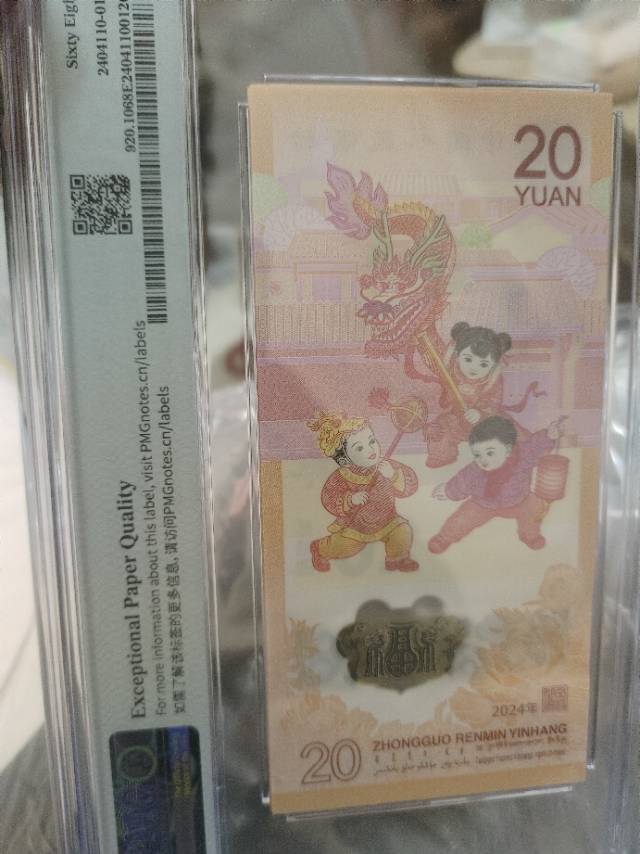 Sixty Eigh
2404110-01
920.1068E2404110012
Exceptional Paper Quality
For more information about this label, visit PMGnotes.cn/labels
如需了解该标签的更多信息, 请访问PMGnotes.cn/labels
20
YUAN
福
2024年
20
ZHONGGUO RENMIN YINHANG